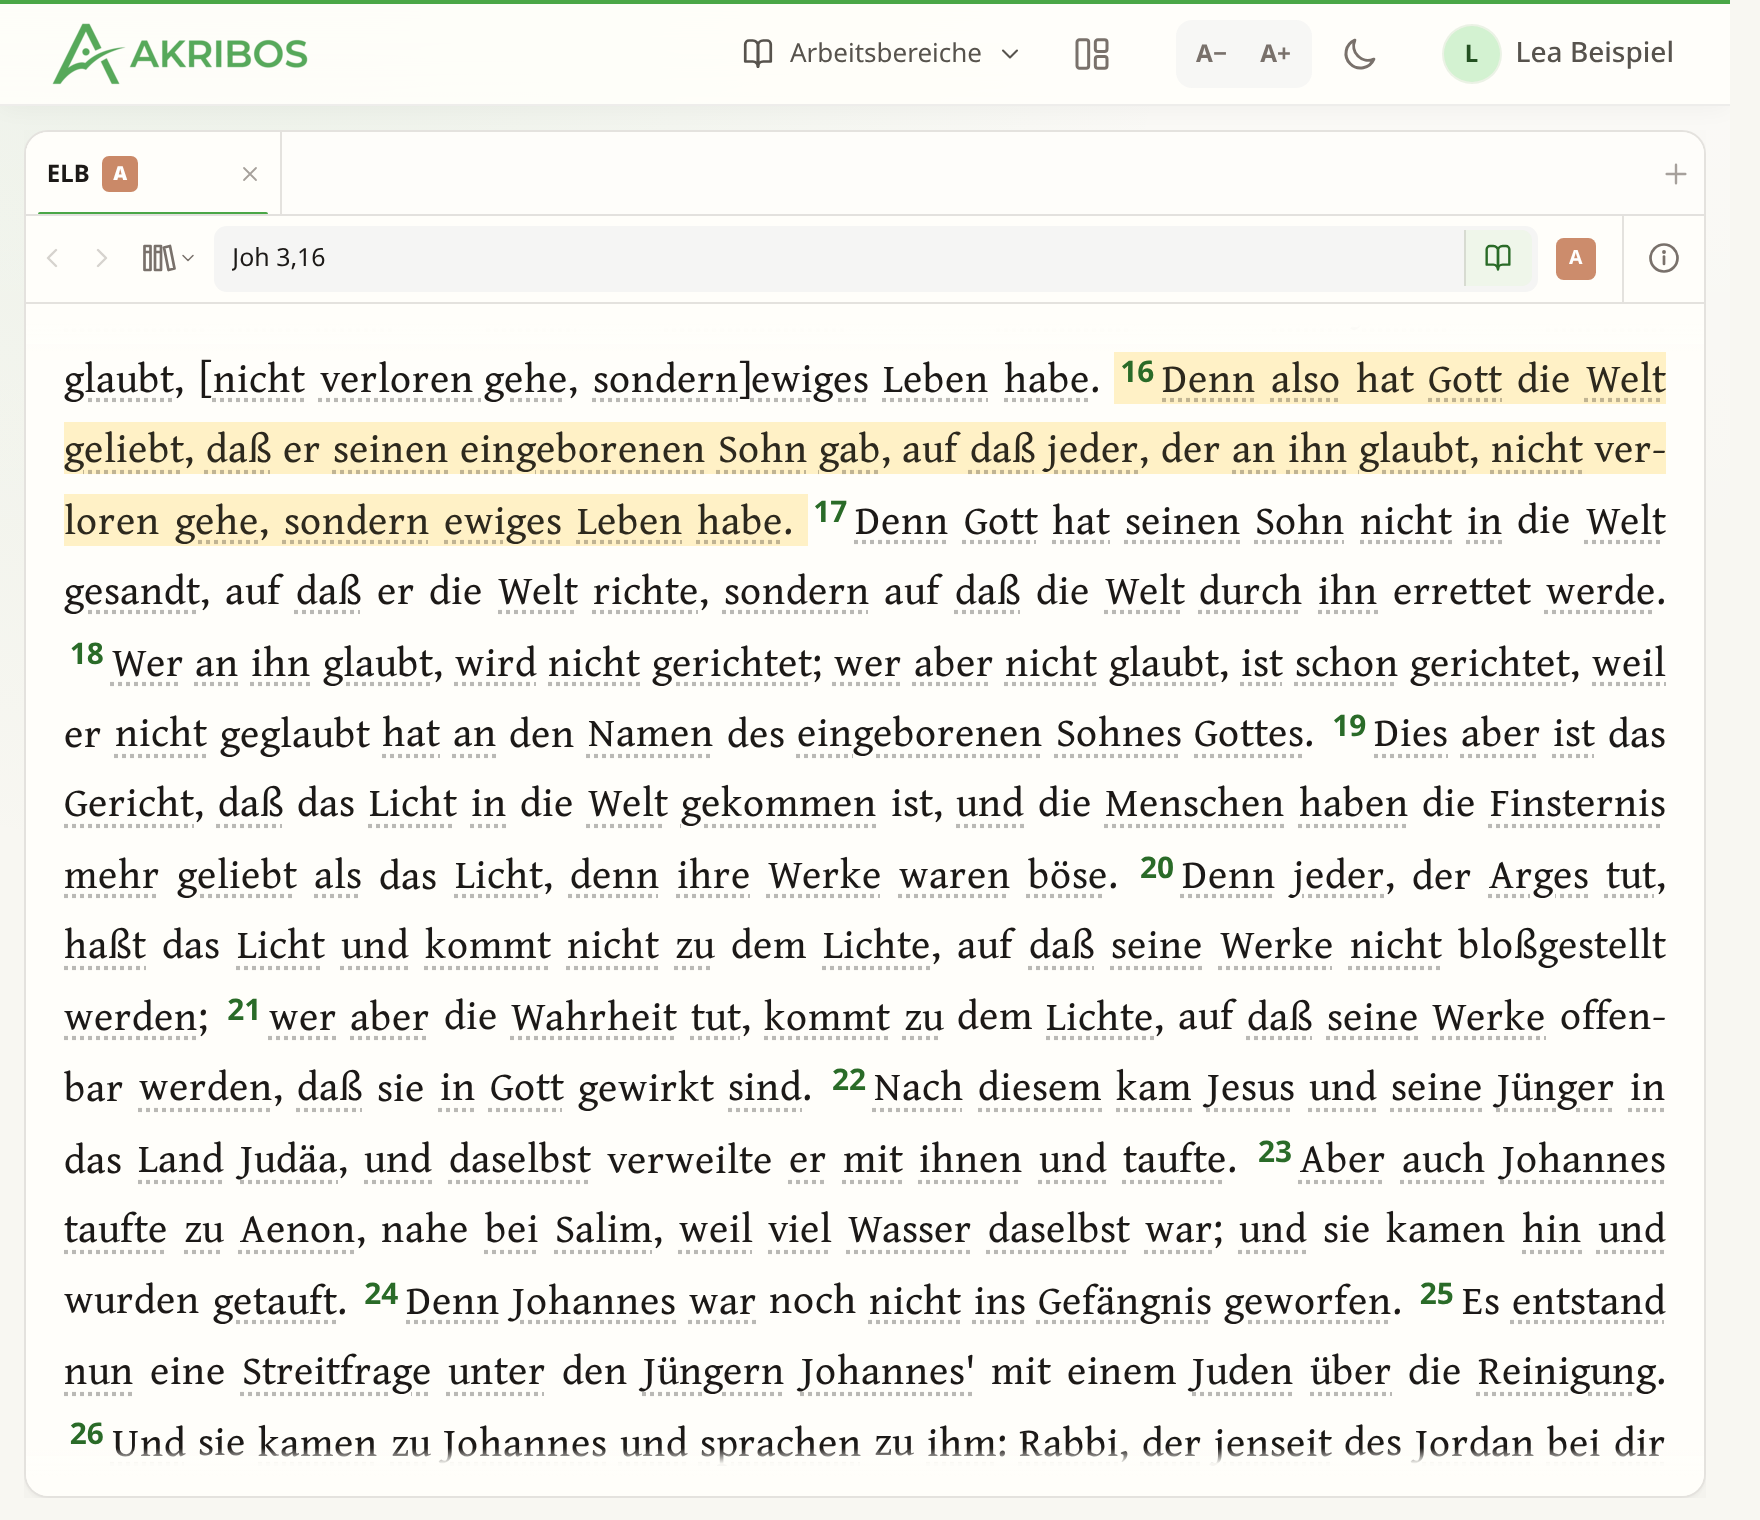 AKRIBOS
Arbeitsbereiche
A− A+
L Lea Beispiel
ELB A
Joh 3,16
A
glaubt, [nicht verloren gehe, sondern]ewiges Leben habe. 16 Denn also hat Gott die Welt
geliebt, daß er seinen eingeborenen Sohn gab, auf daß jeder, der an ihn glaubt, nicht ver-
loren gehe, sondern ewiges Leben habe. 17 Denn Gott hat seinen Sohn nicht in die Welt
gesandt, auf daß er die Welt richte, sondern auf daß die Welt durch ihn errettet werde.
18 Wer an ihn glaubt, wird nicht gerichtet; wer aber nicht glaubt, ist schon gerichtet, weil
er nicht geglaubt hat an den Namen des eingeborenen Sohnes Gottes. 19 Dies aber ist das
Gericht, daß das Licht in die Welt gekommen ist, und die Menschen haben die Finsternis
mehr geliebt als das Licht, denn ihre Werke waren böse. 20 Denn jeder, der Arges tut,
haßt das Licht und kommt nicht zu dem Lichte, auf daß seine Werke nicht bloßgestellt
werden; 21 wer aber die Wahrheit tut, kommt zu dem Lichte, auf daß seine Werke offen-
bar werden, daß sie in Gott gewirkt sind. 22 Nach diesem kam Jesus und seine Jünger in
das Land Judäa, und daselbst verweilte er mit ihnen und taufte. 23 Aber auch Johannes
taufte zu Aenon, nahe bei Salim, weil viel Wasser daselbst war; und sie kamen hin und
wurden getauft. 24 Denn Johannes war noch nicht ins Gefängnis geworfen. 25 Es entstand
nun eine Streitfrage unter den Jüngern Johannes' mit einem Juden über die Reinigung.
26 Und sie kamen zu Johannes und sprachen zu ihm: Rabbi, der jenseit des Jordan bei dir